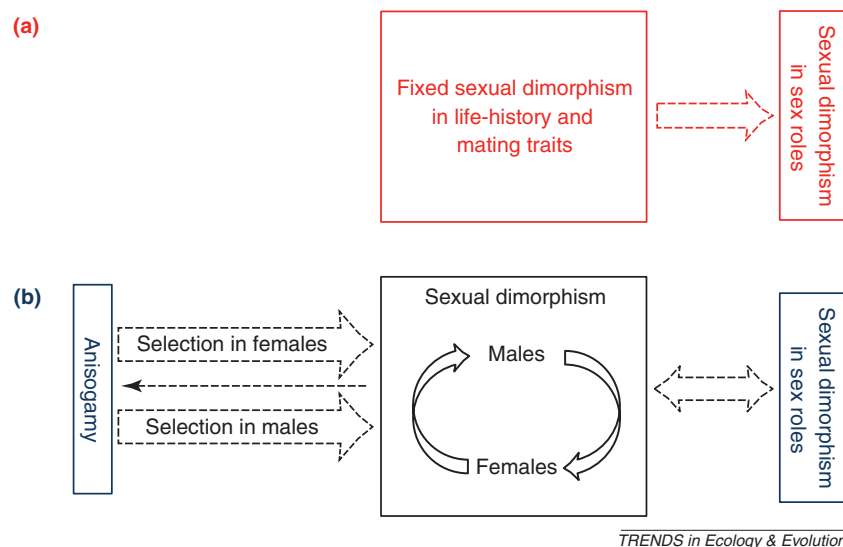 (a)
Fixed sexual dimorphism
in life-history and
mating traits
Sexual dimorphism
in sex roles
(b)
Anisogamy
Selection in females
Selection in males
Sexual dimorphism
Males
Females
Sexual dimorphism
in sex roles
TRENDS in Ecology & Evolution